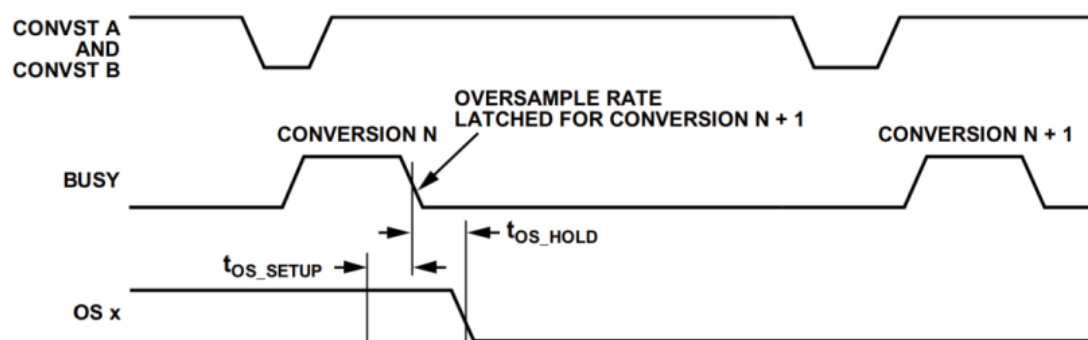 CONVST A
AND
CONVST B
OVERSAMPLE RATE
LATCHED FOR CONVERSION N + 1
CONVERSION N
CONVERSION N + 1
BUSY
tOS_HOLD
tOS_SETUP
OS x